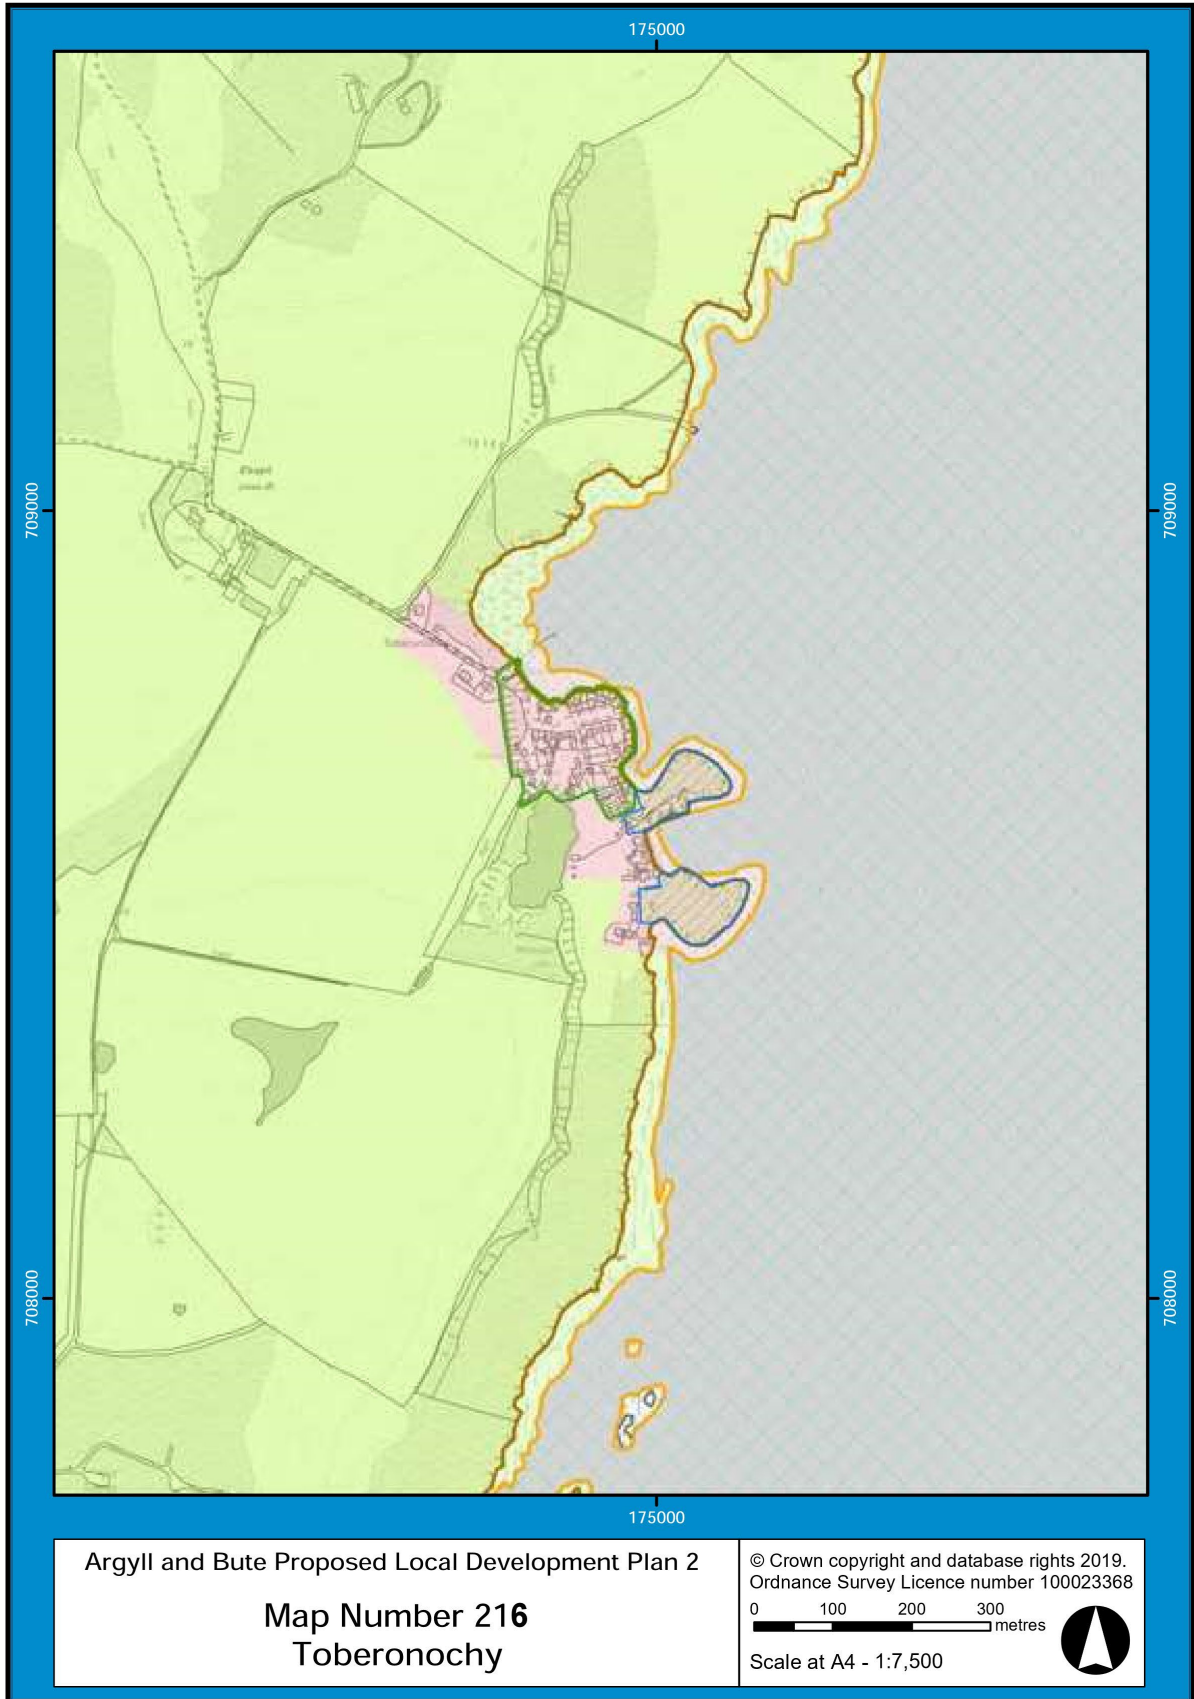 175000
709000
709000
708000
708000
175000
Argyll and Bute Proposed Local Development Plan 2
Map Number 216
Toberonochy
© Crown copyright and database rights 2019.
Ordnance Survey Licence number 100023368
0 100 200 300
metres
Scale at A4 - 1:7,500